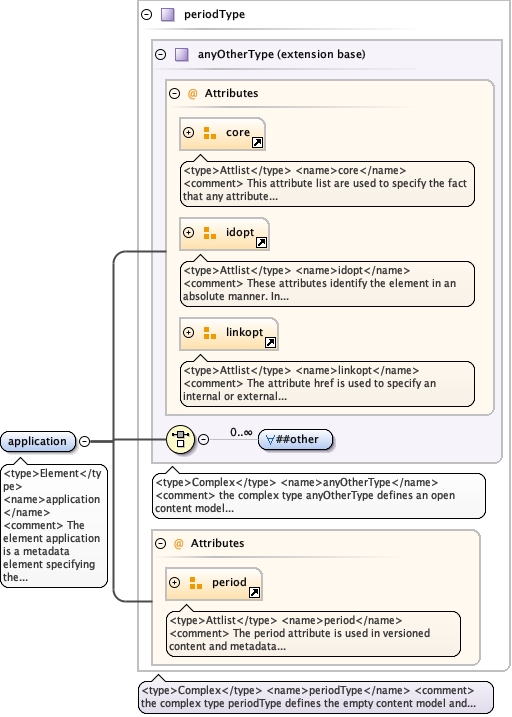 periodType
anyOtherType (extension base)
@ Attributes
core
<type>Attlist</type> <name>core</name>
<comment> This attribute list are used to specify the fact
that any attribute...
idopt
<type>Attlist</type> <name>idopt</name>
<comment> These attributes identify the element in an
absolute manner. In...
linkopt
<type>Attlist</type> <name>linkopt</name>
<comment> The attribute href is used to specify an
internal or external...
0..∞
∀##other
application
<type>Element</ty
pe>
<name>application
</name>
<comment> The
element application
is a metadata
element specifying
the...
<type>Complex</type> <name>anyOtherType</name>
<comment> the complex type anyOtherType defines an open
content model...
@ Attributes
period
<type>Attlist</type> <name>period</name>
<comment> The period attribute is used in versioned
content and metadata...
<type>Complex</type> <name>periodType</name> <comment>
the complex type periodType defines the empty content model and...